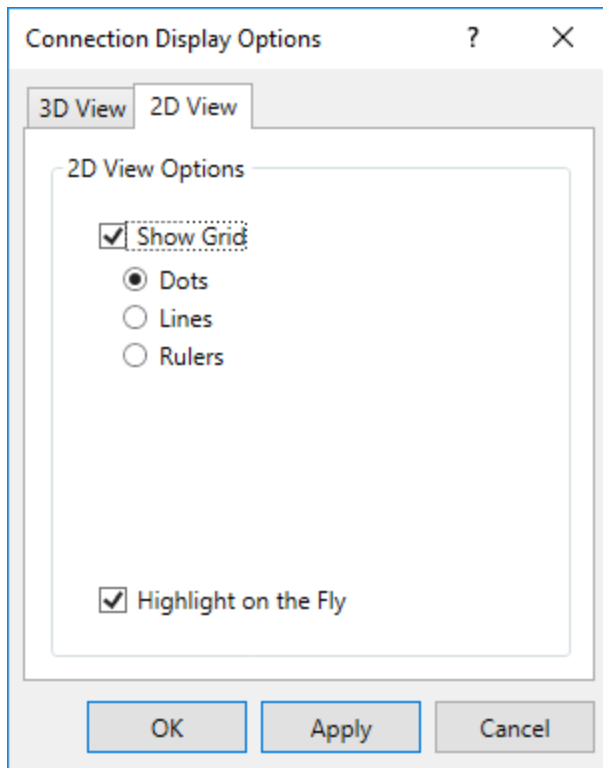 Connection Display Options ?
3D View 2D View
2D View Options
Show Grid
Dots
Lines
Rulers
Highlight on the Fly
OK Apply Cancel